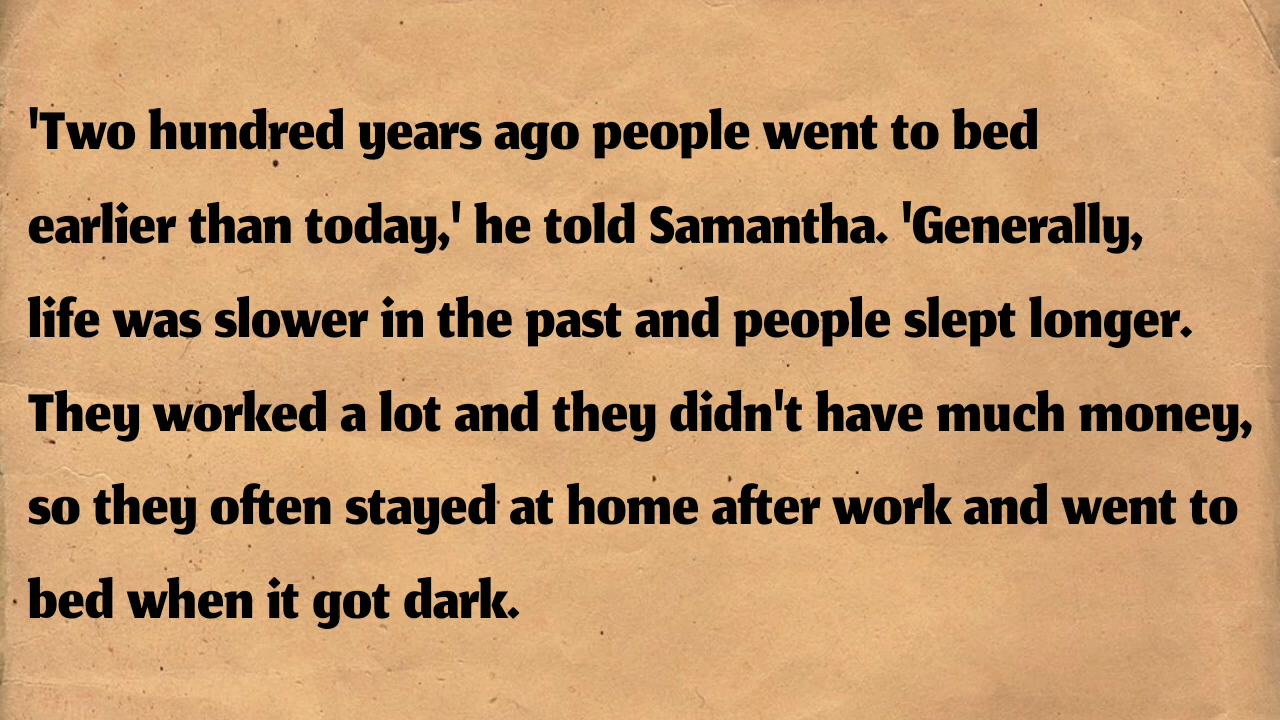 'Two hundred years ago people went to bed
earlier than today,' he told Samantha. 'Generally,
life was slower in the past and people slept longer.
They worked a lot and they didn't have much money,
so they often stayed at home after work and went to
bed when it got dark.